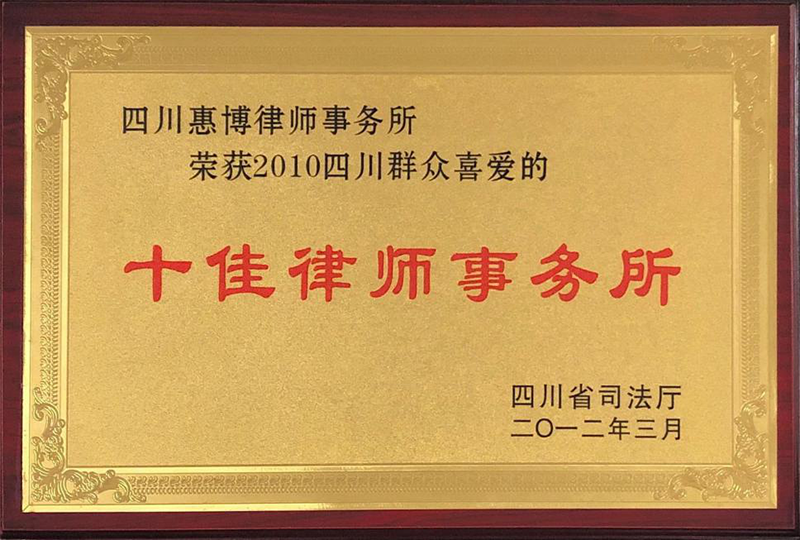 四川惠博律师事务所
荣获2010四川群众喜爱的
十佳律师事务所
四川省司法厅
二〇一二年三月